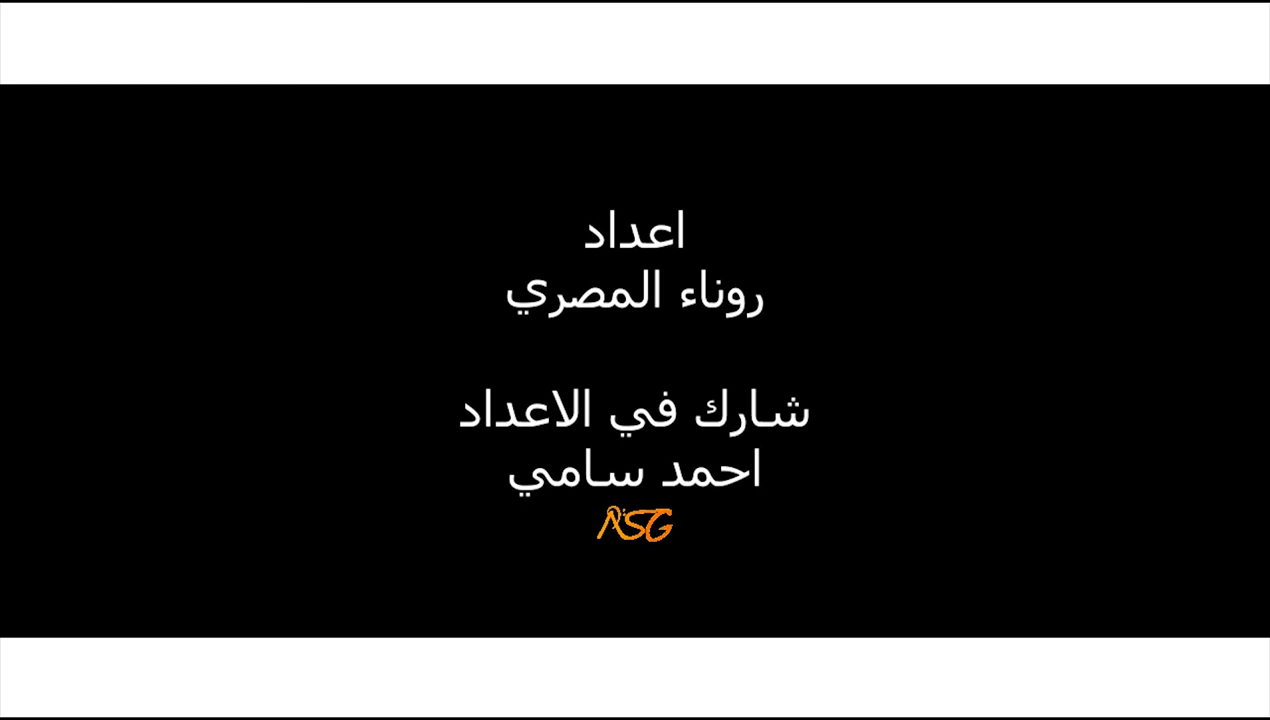 اعداد
روناء المصري
شارك في الاعداد
احمد سامي
ASG